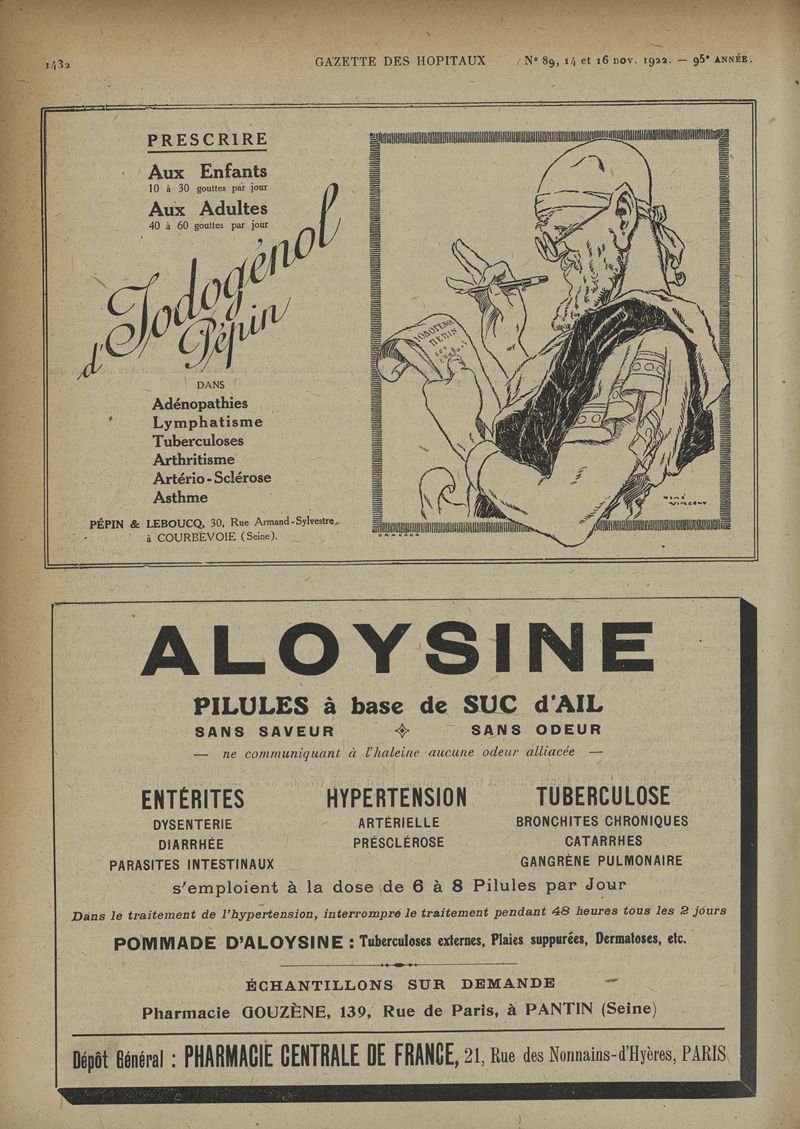 1432
GAZETTE DES HOPITAUX
N° 89, 14 et 16 nov. 1922. — 95e ANNÉE.
PRESCRIRE
Aux Enfants
10 à 30 gouttes par jour
Aux Adultes
40 à 60 gouttes par jour
d'Iodogénol
Pépin
DANS
Adénopathies
Lymphatisme
Tuberculoses
Arthritisme
Artério-Sclérose
Asthme
PÉPIN & LEBOUCQ, 30, Rue Armand-Sylvestre,
à COURBEVOIE (Seine).
RENÉ
VINCENT
ALOYSINE
PILULES à base de SUC d'AIL
SANS SAVEUR SANS ODEUR
— ne communiquant à l'haleine aucune odeur alliacée —
ENTÉRITES
DYSENTERIE
DIARRHÉE
PARASITES INTESTINAUX
HYPERTENSION
ARTÉRIELLE
PRÉSCLÉROSE
TUBERCULOSE
BRONCHITES CHRONIQUES
CATARRHES
GANGRÈNE PULMONAIRE
s'emploient à la dose de 6 à 8 Pilules par Jour
Dans le traitement de l'hypertension, interrompre le traitement pendant 48 heures tous les 2 jours
POMMADE D'ALOYSINE : Tuberculoses externes, Plaies suppurées, Dermatoses, etc.
ÉCHANTILLONS SUR DEMANDE
Pharmacie GOUZÈNE, 139, Rue de Paris, à PANTIN (Seine)
Dépôt Général : PHARMACIE CENTRALE DE FRANCE, 21, Rue des Nonnains-d'Hyères, PARIS